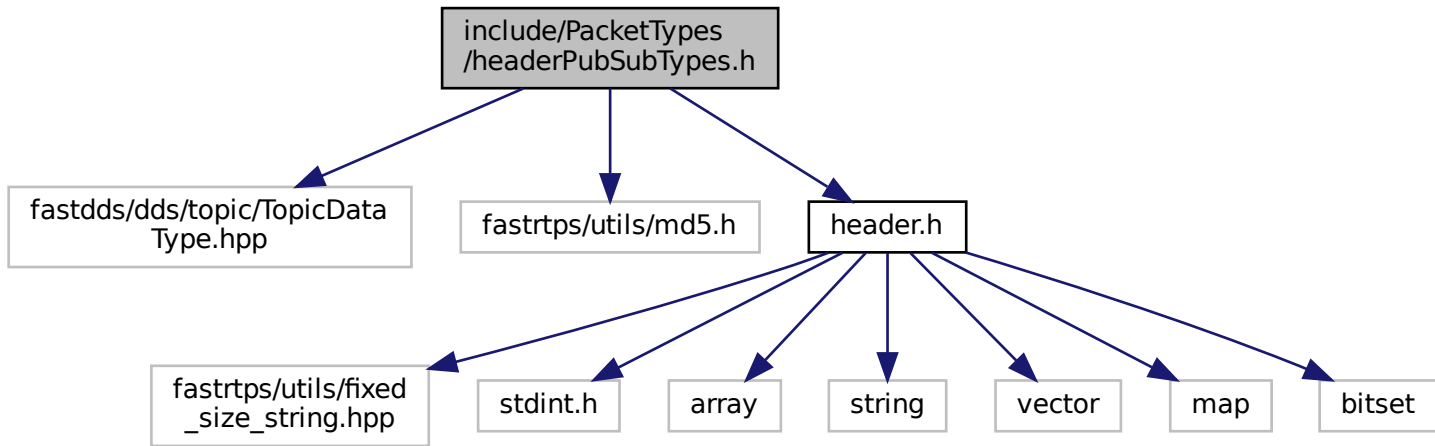 include/PacketTypes
/headerPubSubTypes.h
fastdds/dds/topic/TopicData
Type.hpp
fastrtps/utils/md5.h
header.h
fastrtps/utils/fixed
_size_string.hpp
stdint.h
array
string
vector
map
bitset